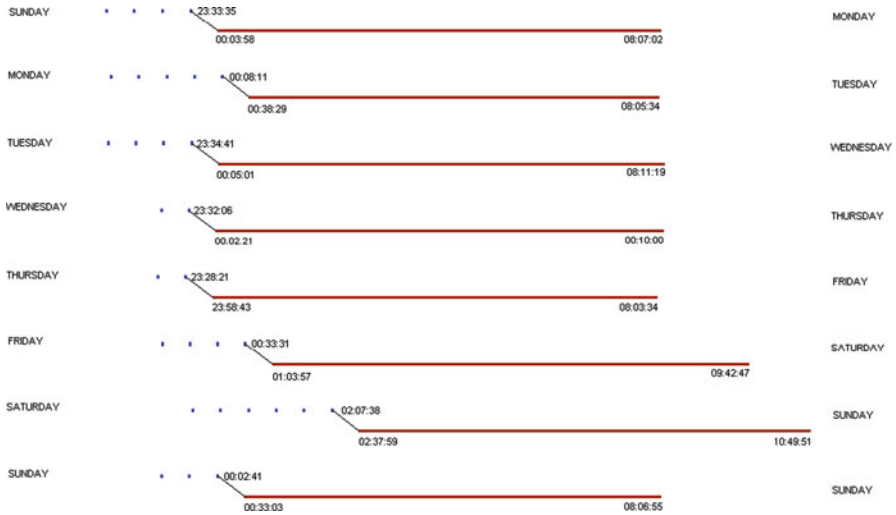 SUNDAY 23:33:35 MONDAY
00:03:58 08:07:02
MONDAY 00:08:11 TUESDAY
00:38:29 08:05:34
TUESDAY 23:34:41 WEDNESDAY
00:05:01 08:11:19
WEDNESDAY 23:32:06 THURSDAY
00.02.21 00:10:00
THURSDAY 23:28:21 FRIDAY
23:58:43 08:03:34
FRIDAY 00:33:31 SATURDAY
01:03:57 09:42:47
SATURDAY 02:07:38 SUNDAY
02:37:59 10:49:51
SUNDAY 00:02:41 SUNDAY
00:33:03 08:06:55